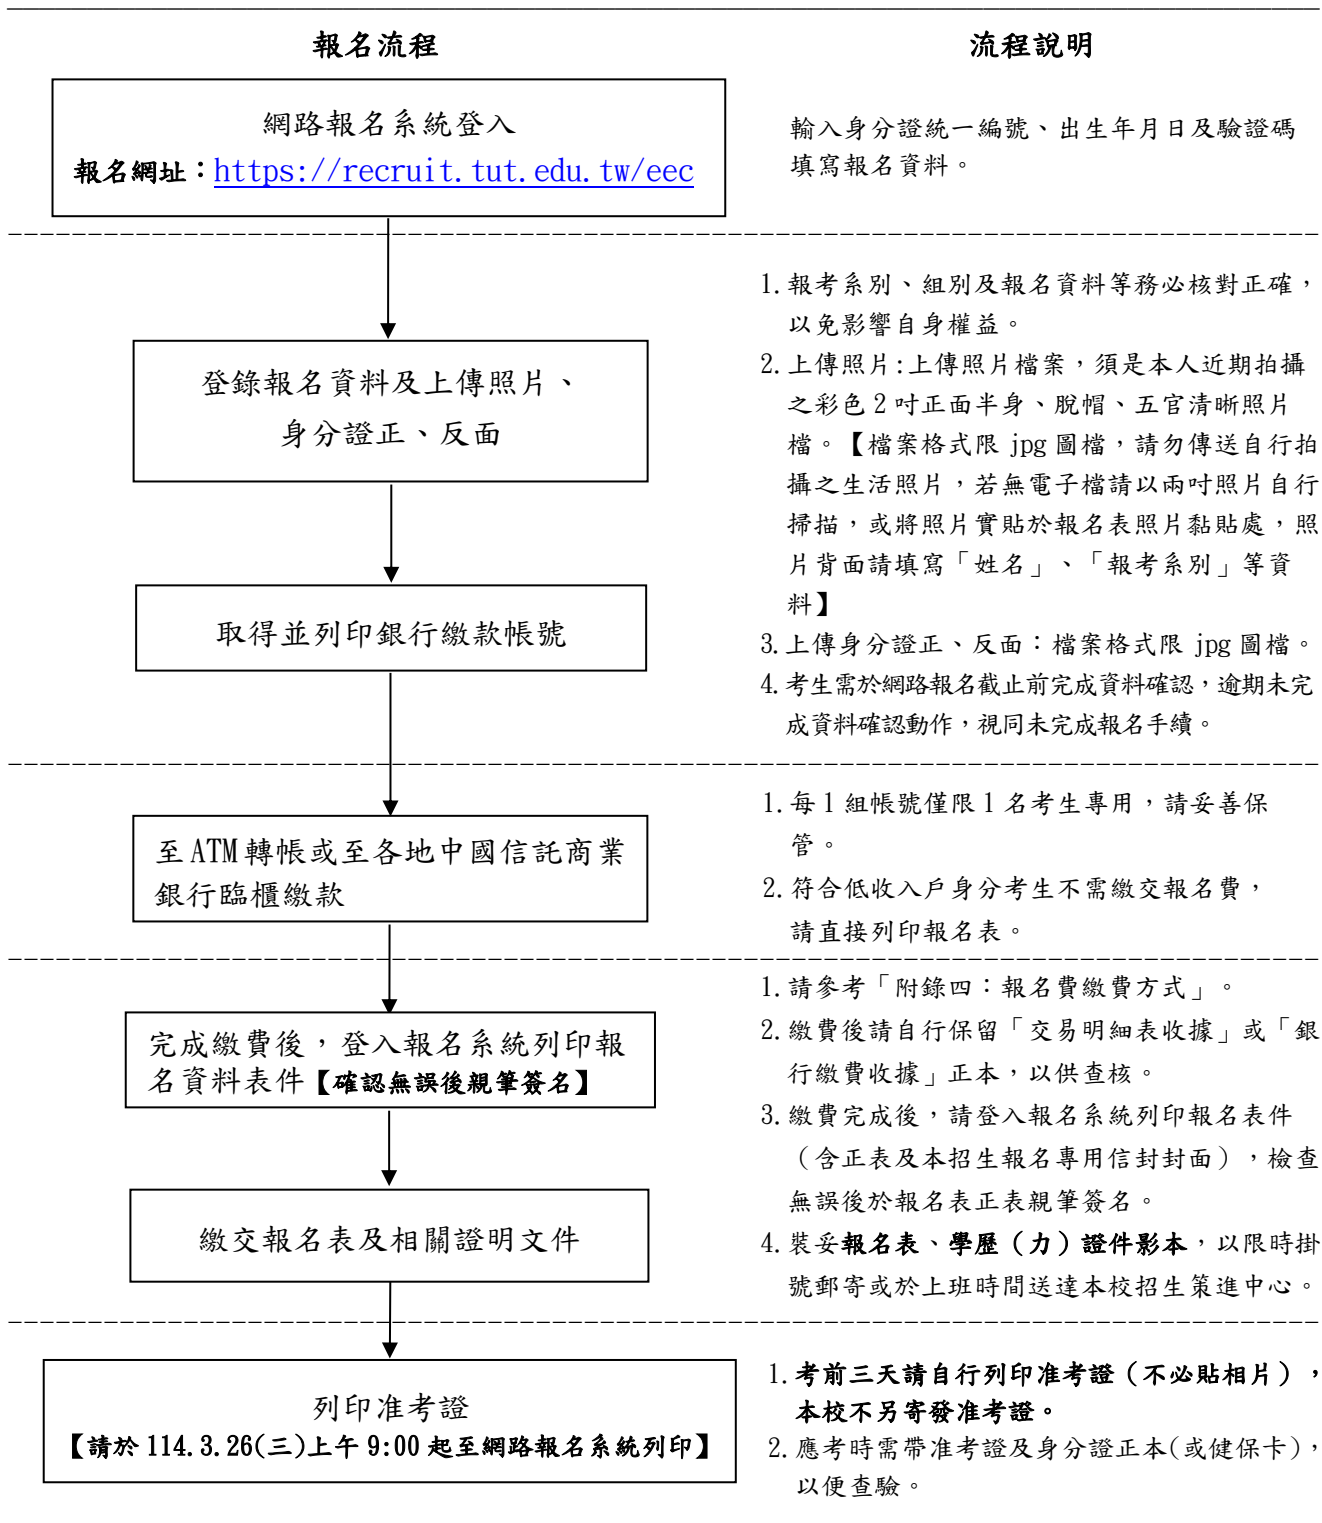 報名流程
流程說明
網路報名系統登入
報名網址：https://recruit.tut.edu.tw/eec
輸入身分證統一編號、出生年月日及驗證碼
填寫報名資料。
登錄報名資料及上傳照片、
身分證正、反面
取得並列印銀行繳款帳號
1.報考系別、組別及報名資料等務必核對正確，
以免影響自身權益。
2.上傳照片:上傳照片檔案，須是本人近期拍攝
之彩色2吋正面半身、脫帽、五官清晰照片
檔。【檔案格式限 jpg 圖檔，請勿傳送自行拍
攝之生活照片，若無電子檔請以兩吋照片自行
掃描，或將照片實貼於報名表照片黏貼處，照
片背面請填寫「姓名」、「報考系別」等資
料】
3.上傳身分證正、反面：檔案格式限 jpg 圖檔。
4.考生需於網路報名截止前完成資料確認，逾期未完
成資料確認動作，視同未完成報名手續。
至ATM轉帳或至各地中國信託商業
銀行臨櫃繳款
1.每1組帳號僅限1名考生專用，請妥善保
管。
2.符合低收入戶身分考生不需繳交報名費，
請直接列印報名表。
完成繳費後，登入報名系統列印報
名資料表件【確認無誤後親筆簽名】
繳交報名表及相關證明文件
1.請參考「附錄四：報名費繳費方式」。
2.繳費後請自行保留「交易明細表收據」或「銀
行繳費收據」正本，以供查核。
3.繳費完成後，請登入報名系統列印報名表件
（含正表及本招生報名專用信封封面），檢查
無誤後於報名表正表親筆簽名。
4.裝妥報名表、學歷（力）證件影本，以限時掛
號郵寄或於上班時間送達本校招生策進中心。
列印准考證
【請於 114.3.26(三)上午 9:00 起至網路報名系統列印】
1.考前三天請自行列印准考證（不必貼相片），
本校不另寄發准考證。
2.應考時需帶准考證及身分證正本(或健保卡)，
以便查驗。